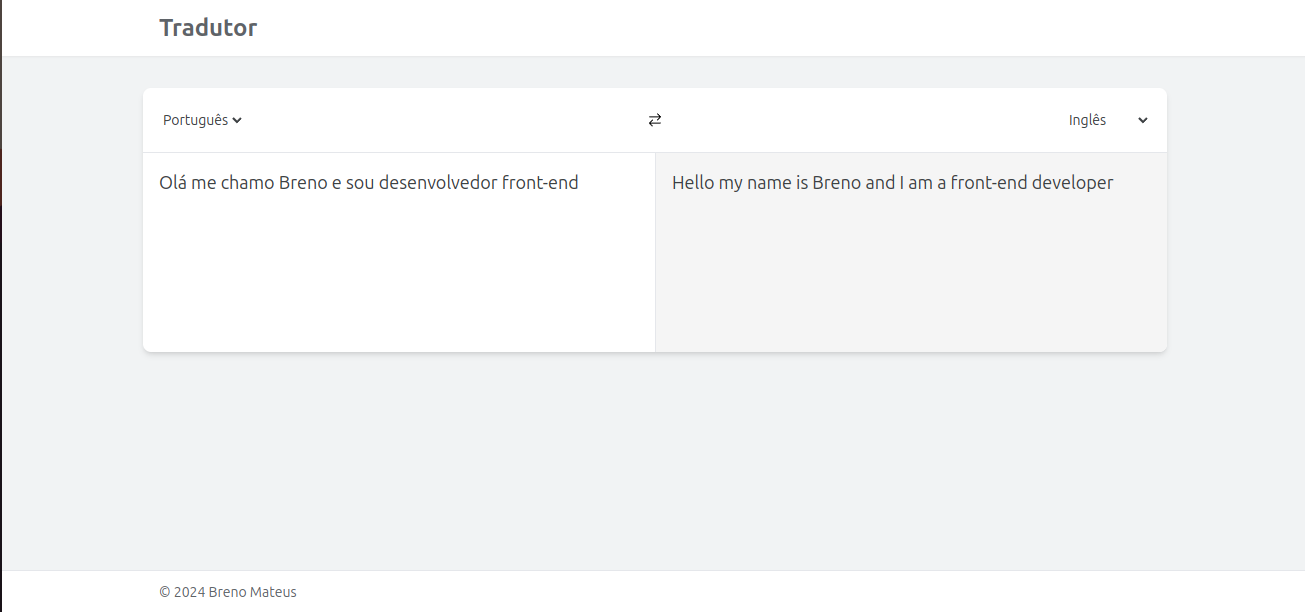 Tradutor
Português
Inglês
Olá me chamo Breno e sou desenvolvedor front-end
Hello my name is Breno and I am a front-end developer
© 2024 Breno Mateus